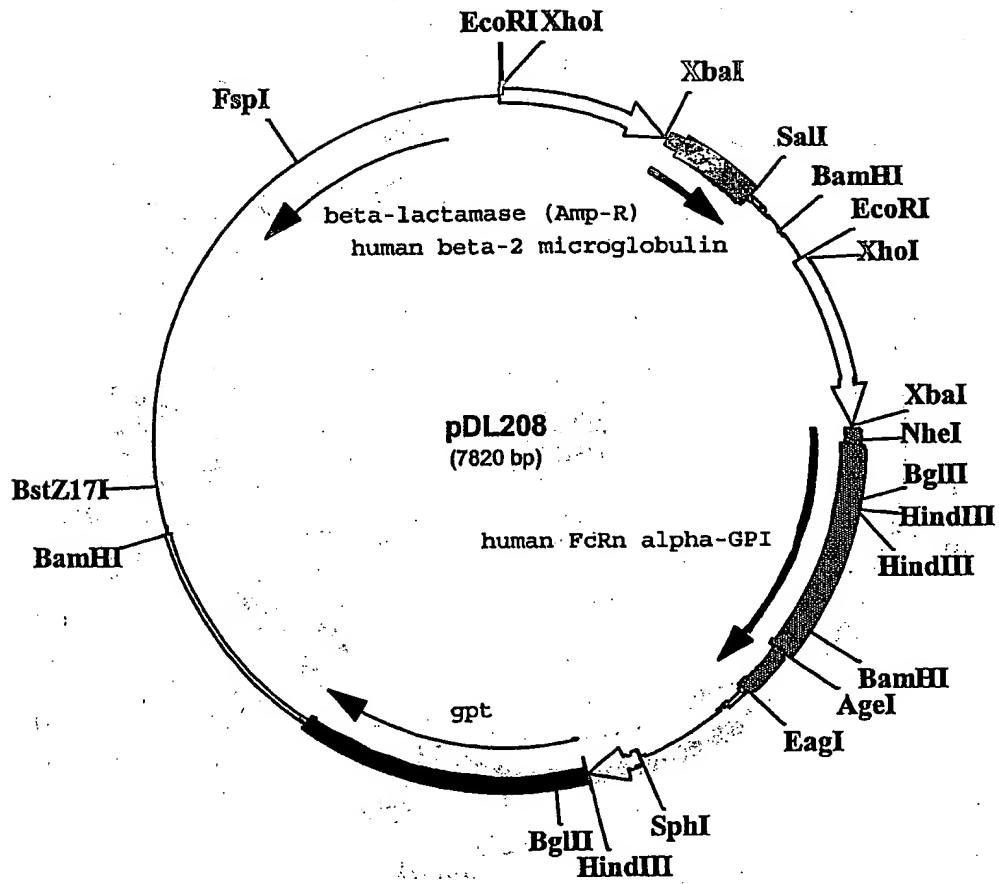 EcoRI XhoI
XbaI
FspI
SalI
BamHI
EcoRI
XhoI
beta-lactamase (Amp-R)
human beta-2 microglobulin
XbaI
NheI
pDL208
(7820 bp)
BglII
BstZ17I
HindIII
human FcRn alpha-GPI
BamHI
HindIII
BamHI
AgeI
gpt
EagI
SphI
BglII
HindIII